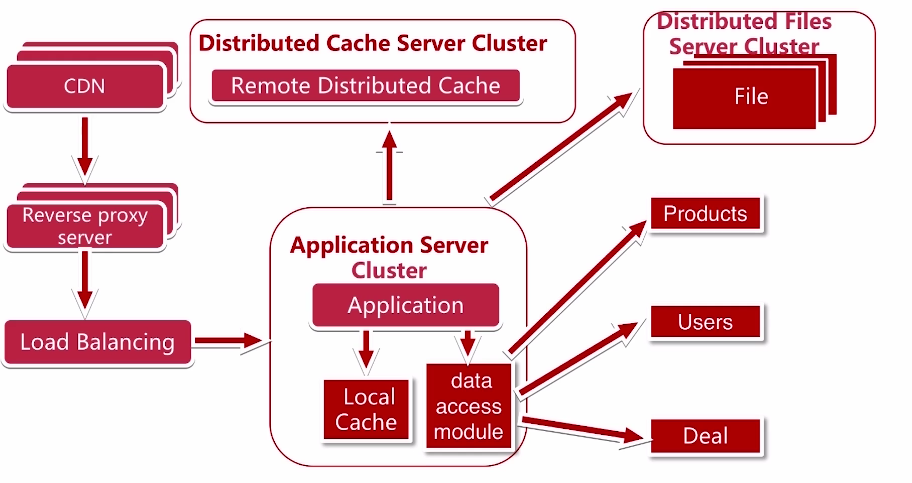 CDN
Distributed Cache Server Cluster
Remote Distributed Cache
Distributed Files
Server Cluster
File
Reverse proxy
server
Load Balancing
Application Server
Cluster
Application
Local
Cache
data
access
module
Products
Users
Deal